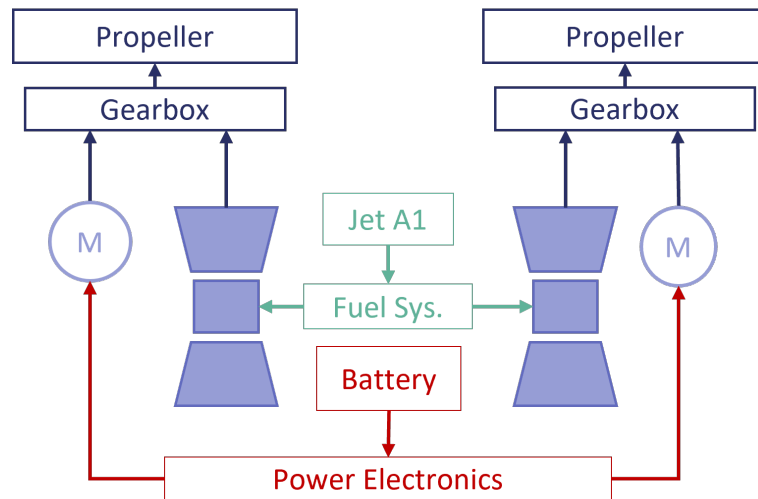 Propeller
Propeller
Gearbox
Gearbox
Jet A1
M
M
Fuel Sys.
Battery
Power Electronics